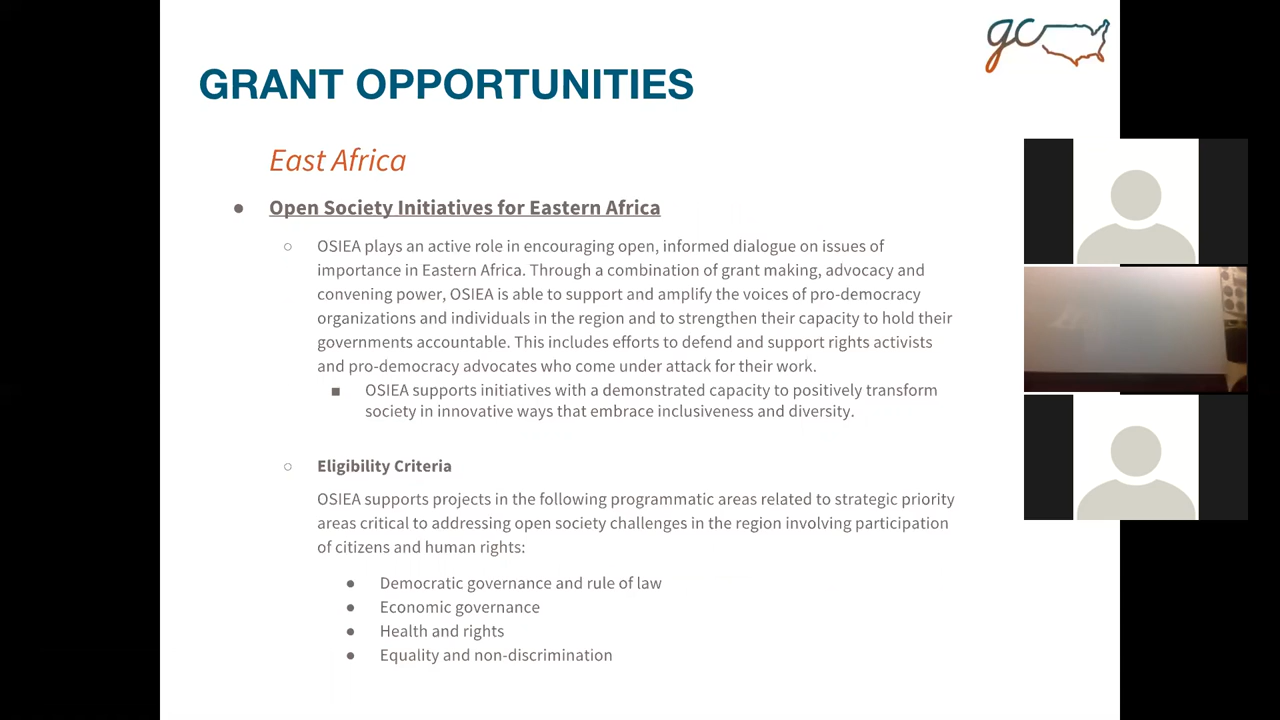 gc
GRANT OPPORTUNITIES
East Africa
● Open Society Initiatives for Eastern Africa
○ OSIEA plays an active role in encouraging open, informed dialogue on issues of
importance in Eastern Africa. Through a combination of grant making, advocacy and
convening power, OSIEA is able to support and amplify the voices of pro-democracy
organizations and individuals in the region and to strengthen their capacity to hold their
governments accountable. This includes efforts to defend and support rights activists
and pro-democracy advocates who come under attack for their work.
■ OSIEA supports initiatives with a demonstrated capacity to positively transform
society in innovative ways that embrace inclusiveness and diversity.
○ Eligibility Criteria
OSIEA supports projects in the following programmatic areas related to strategic priority
areas critical to addressing open society challenges in the region involving participation
of citizens and human rights:
● Democratic governance and rule of law
● Economic governance
● Health and rights
● Equality and non-discrimination